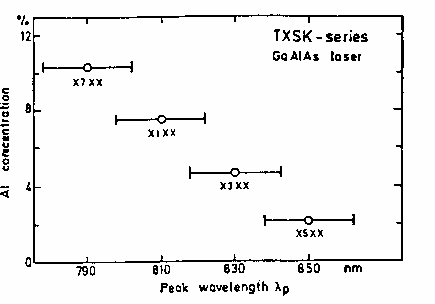 %
12
TXSK-series
GaAlAs laser
X7XX
8
X1XX
Al concentration
X3XX
4
X5XX
0
790 810 830 850 nm
Peak wavelength λp